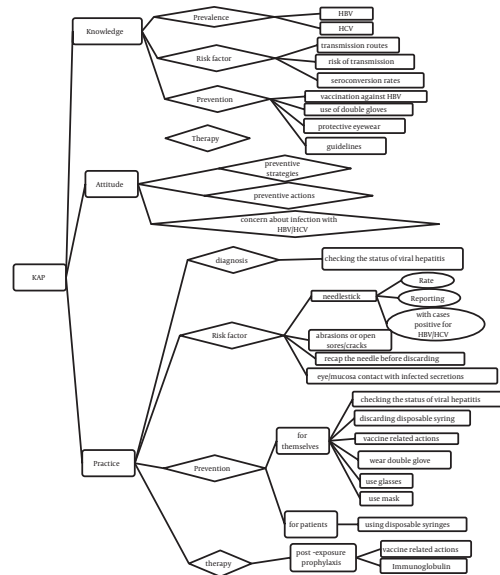 KAP
Knowledge
Prevalence
HBV
HCV
Risk factor
transmission routes
risk of transmission
seroconversion rates
Prevention
vaccination against HBV
use of double gloves
protective eyewear
guidelines
Therapy
Attitude
preventive
strategies
preventive actions
concern about infection with
HBV/HCV
Practice
diagnosis
checking the status of viral hepatitis
Risk factor
needlestick
Rate
Reporting
with cases
positive for
HBV/HCV
abrasions or open
sores/cracks
recap the needle before discarding
eye/mucosa contact with infected secretions
Prevention
for
themselves
checking the status of viral hepatitis
discarding disposable syring
vaccine related actions
wear double glove
use glasses
use mask
for patients
using disposable syringes
therapy
post -exposure
prophylaxis
vaccine related actions
Immunoglobulin